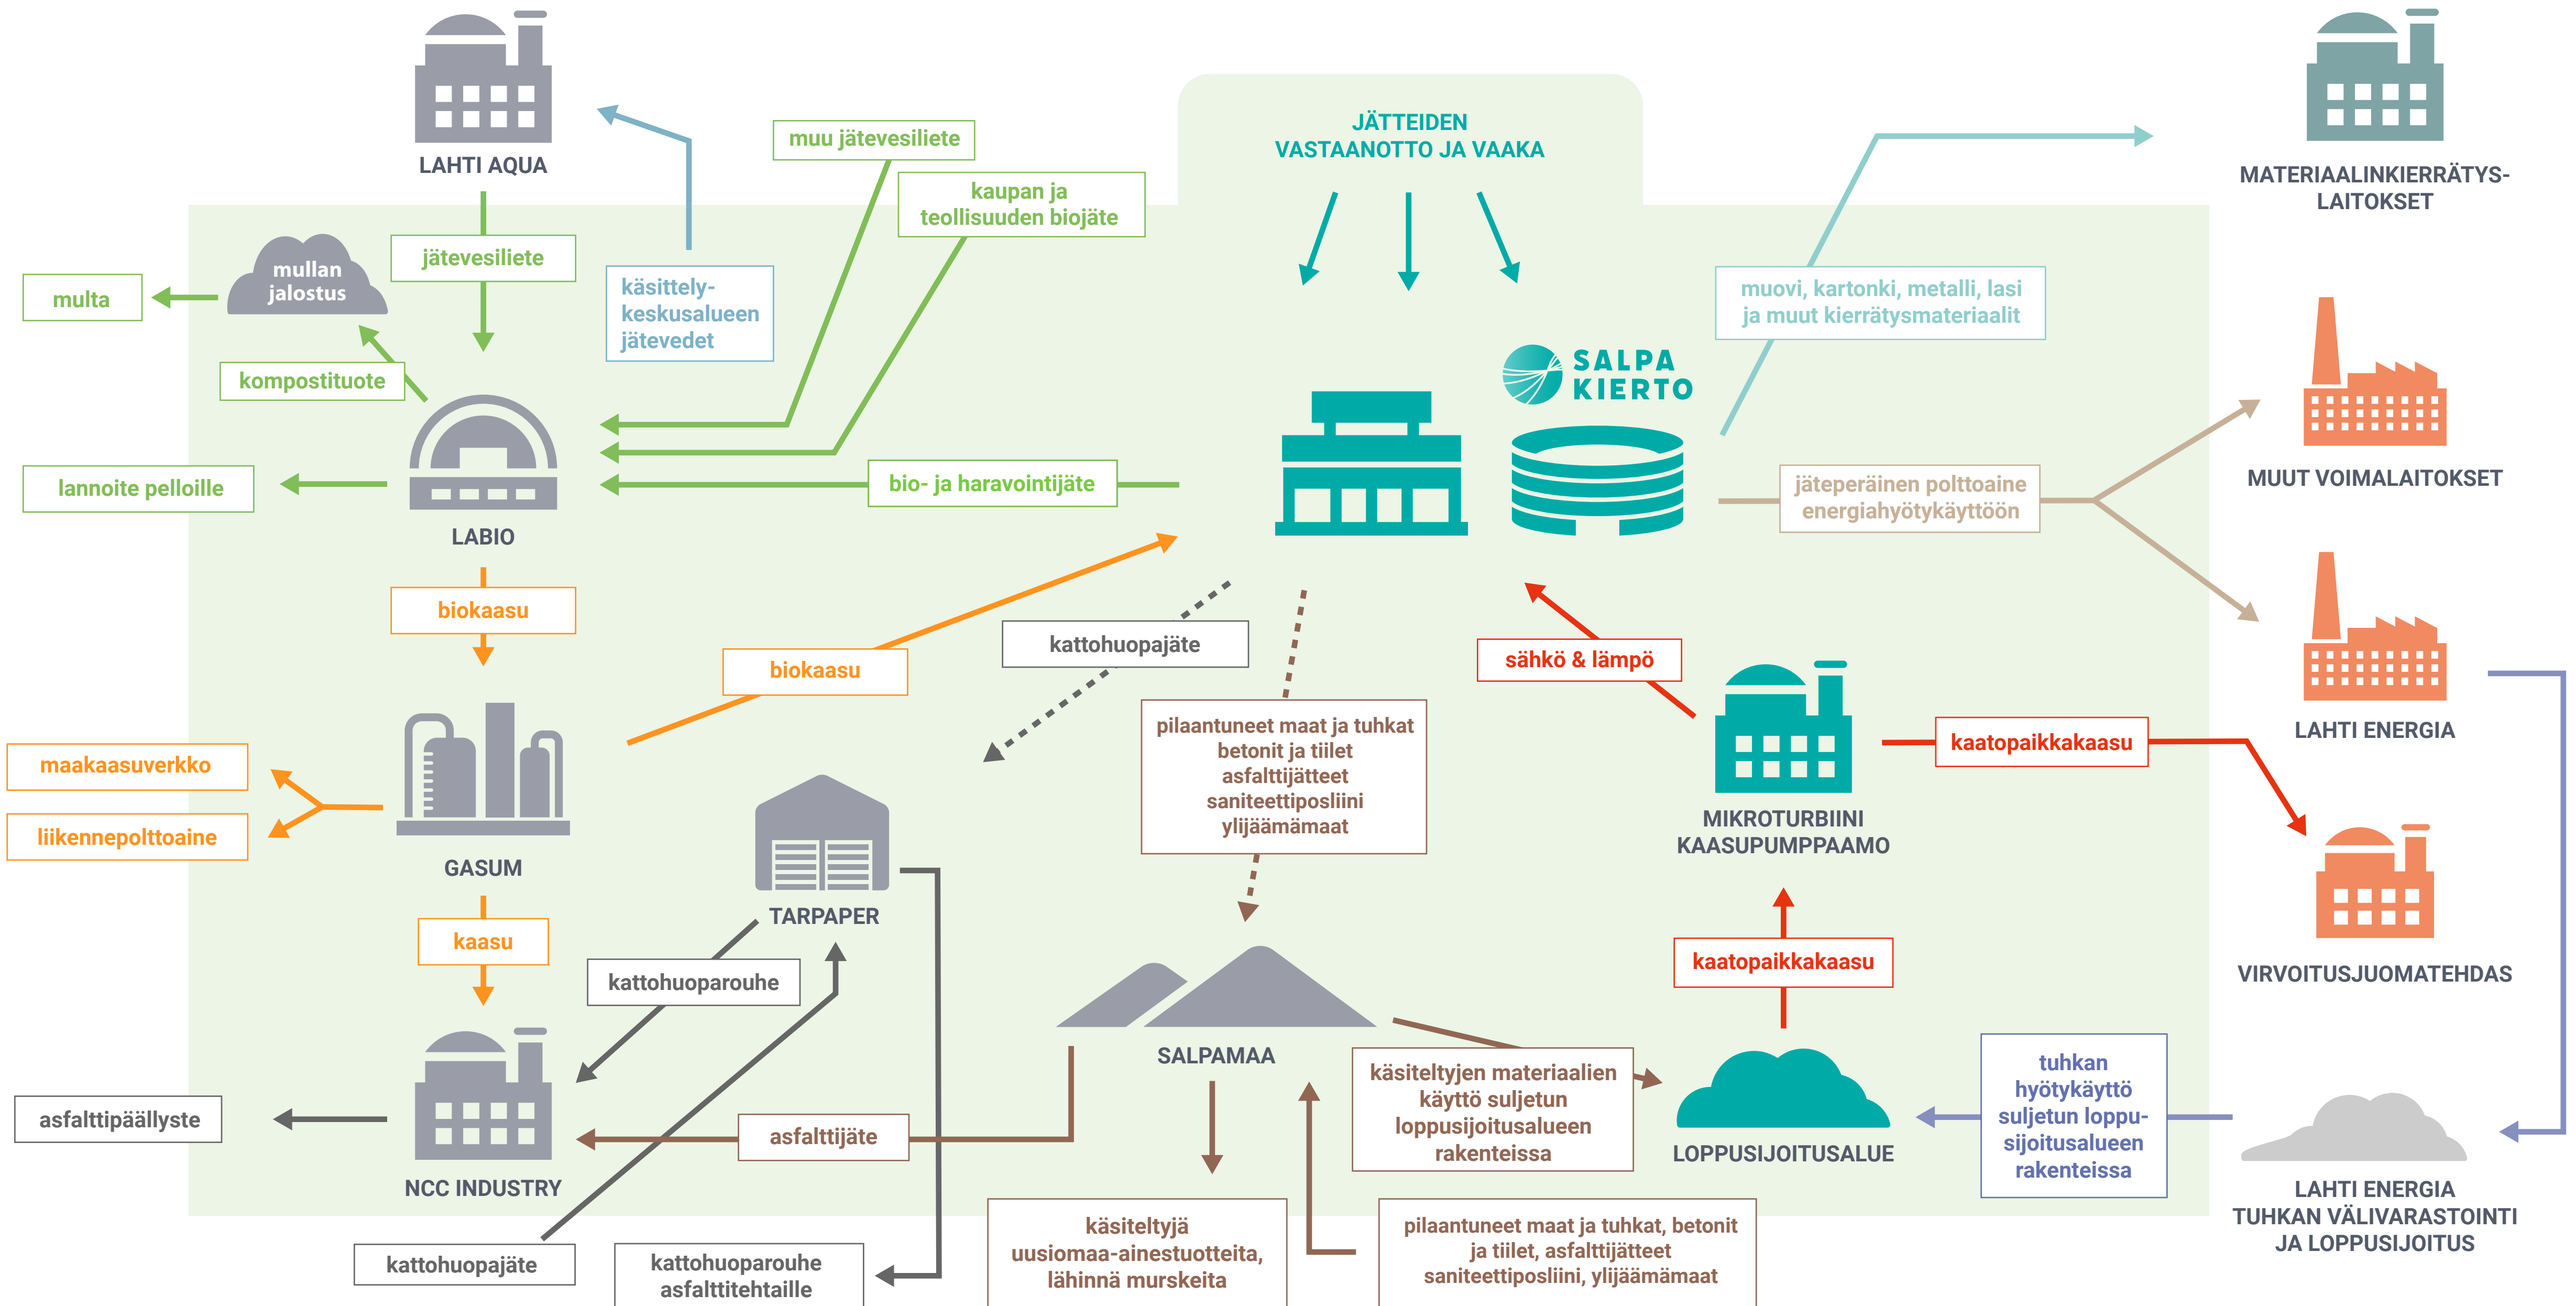 LAHTI AQUA
muu jätevesiliete
kaupan ja
teollisuuden biojäte
JÄTTEIDEN
VASTAANOTTO JA VAAKA
MATERIAALINKIERRÄTYS-
LAITOKSET
mullan
jalostus
multa
jätevesiliete
käsittely-
keskusalueen
jätevedet
muovi, kartonki, metalli, lasi
ja muut kierrätysmateriaalit
kompostituote
SALPA
KIERTO
lannoite pelloille
LABIO
bio- ja haravointijäte
jäteperäinen polttoaine
energiahyötykäyttöön
MUUT VOIMALAITOKSET
biokaasu
biokaasu
kattohuopajäte
sähkö & lämpö
pilaantuneet maat ja tuhkat
betonit ja tiilet
asfalttijätteet
saniteettiposliini
ylijäämämaat
kaatopaikkakaasu
LAHTI ENERGIA
maakaasuverkko
liikennepolttoaine
GASUM
MIKROTURBIINI
KAASUPUMPPAAMO
TARPAPER
kaasu
kattohuoparouhe
kaatopaikkakaasu
VIRVOITUSJUOMATEHDAS
SALPAMAA
käsiteltyjen materiaalien
käyttö suljetun
loppusijoitusalueen
rakenteissa
LOPPUSIJOITUSALUE
tuhkan
hyötykäyttö
suljetun loppu-
sijoitusalueen
rakenteissa
asfalttipäällyste
NCC INDUSTRY
asfalttijäte
LAHTI ENERGIA
TUHKAN VÄLIVARASTOINTI
JA LOPPUSIJOITUS
kattohuopajäte
kattohuoparouhe
asfalttitehtaille
käsiteltyjä
uusiomaa-ainestuotteita,
lähinnä murskeita
pilaantuneet maat ja tuhkat, betonit
ja tiilet, asfalttijätteet
saniteettiposliini, ylijäämämaat